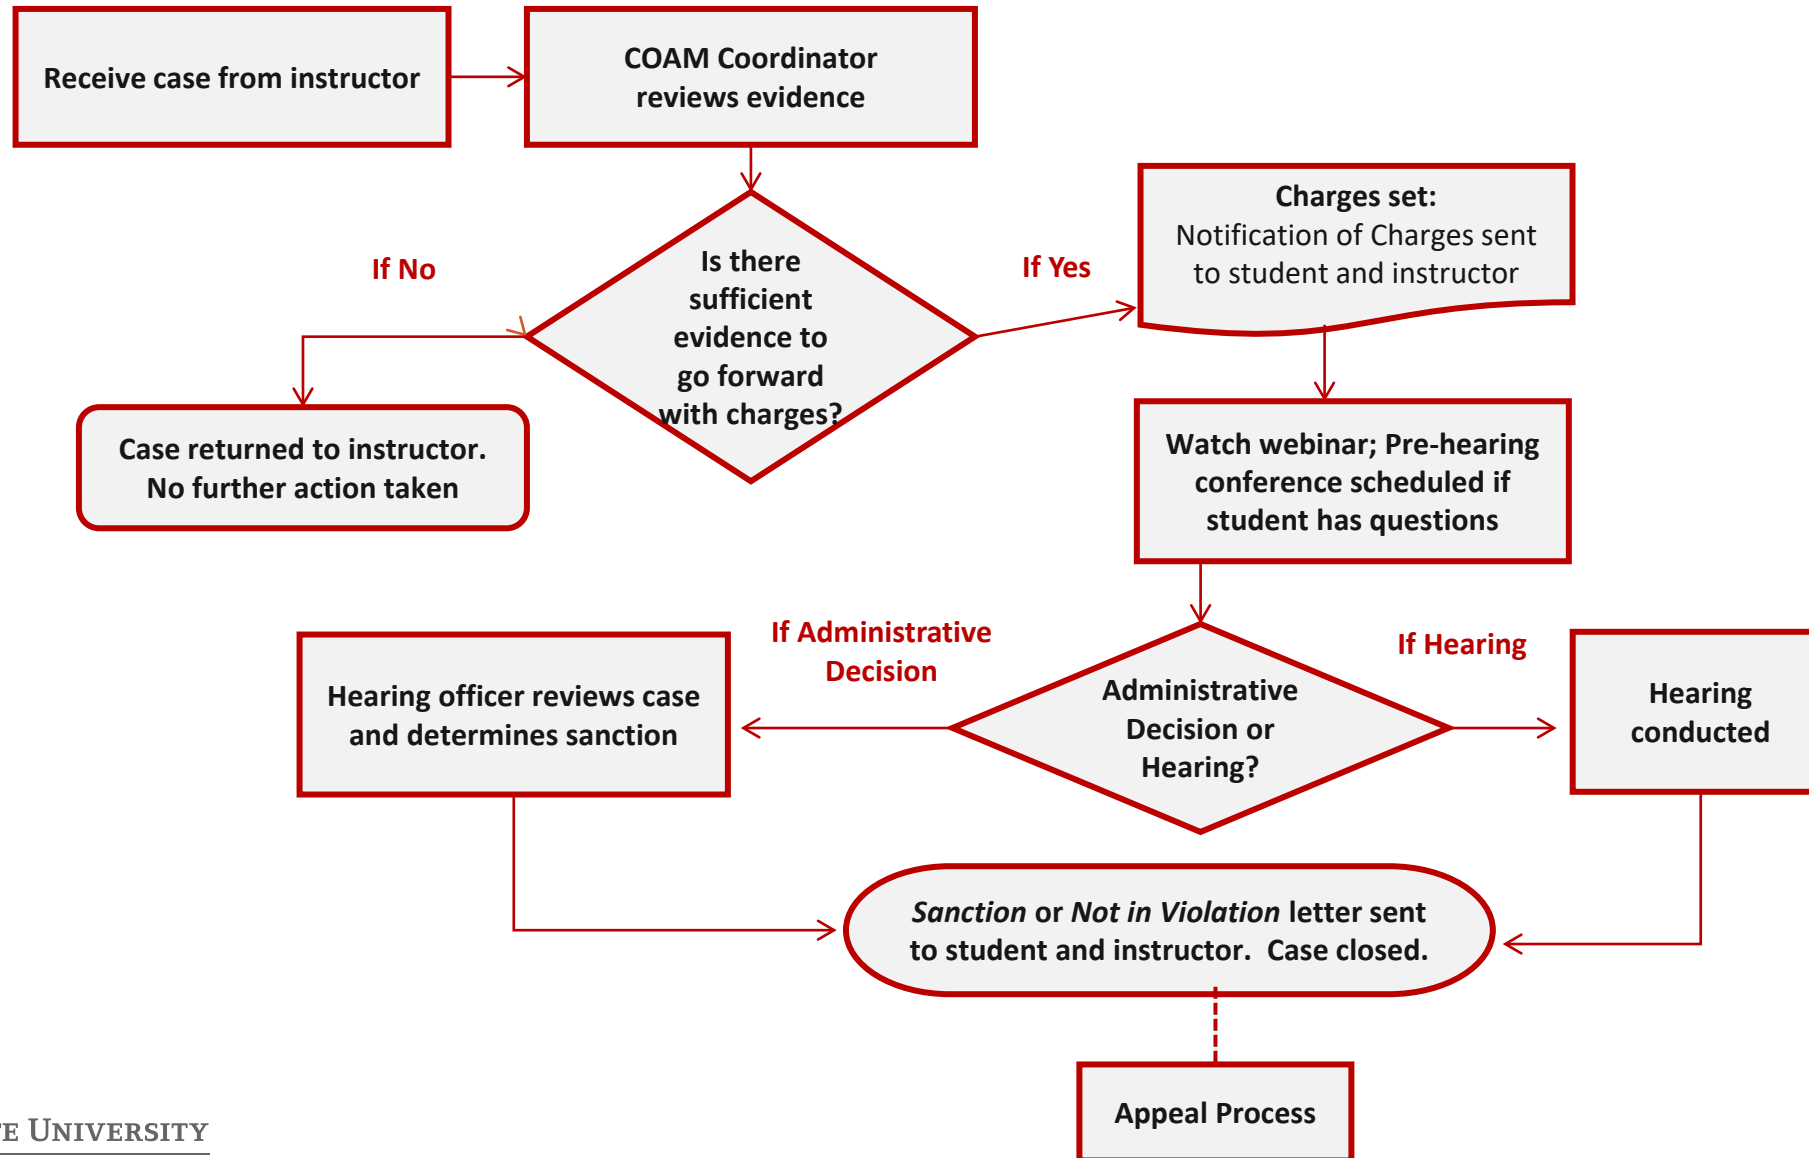 Receive case from instructor
COAM Coordinator
reviews evidence
Charges set:
Notification of Charges sent
to student and instructor
If No
Is there
sufficient
evidence to
go forward
with charges?
If Yes
Case returned to instructor.
No further action taken
Watch webinar; Pre-hearing
conference scheduled if
student has questions
If Administrative
Decision
If Hearing
Hearing officer reviews case
and determines sanction
Administrative
Decision or
Hearing?
Hearing
conducted
Sanction or Not in Violation letter sent
to student and instructor.  Case closed.
Appeal Process
UNIVERSITY